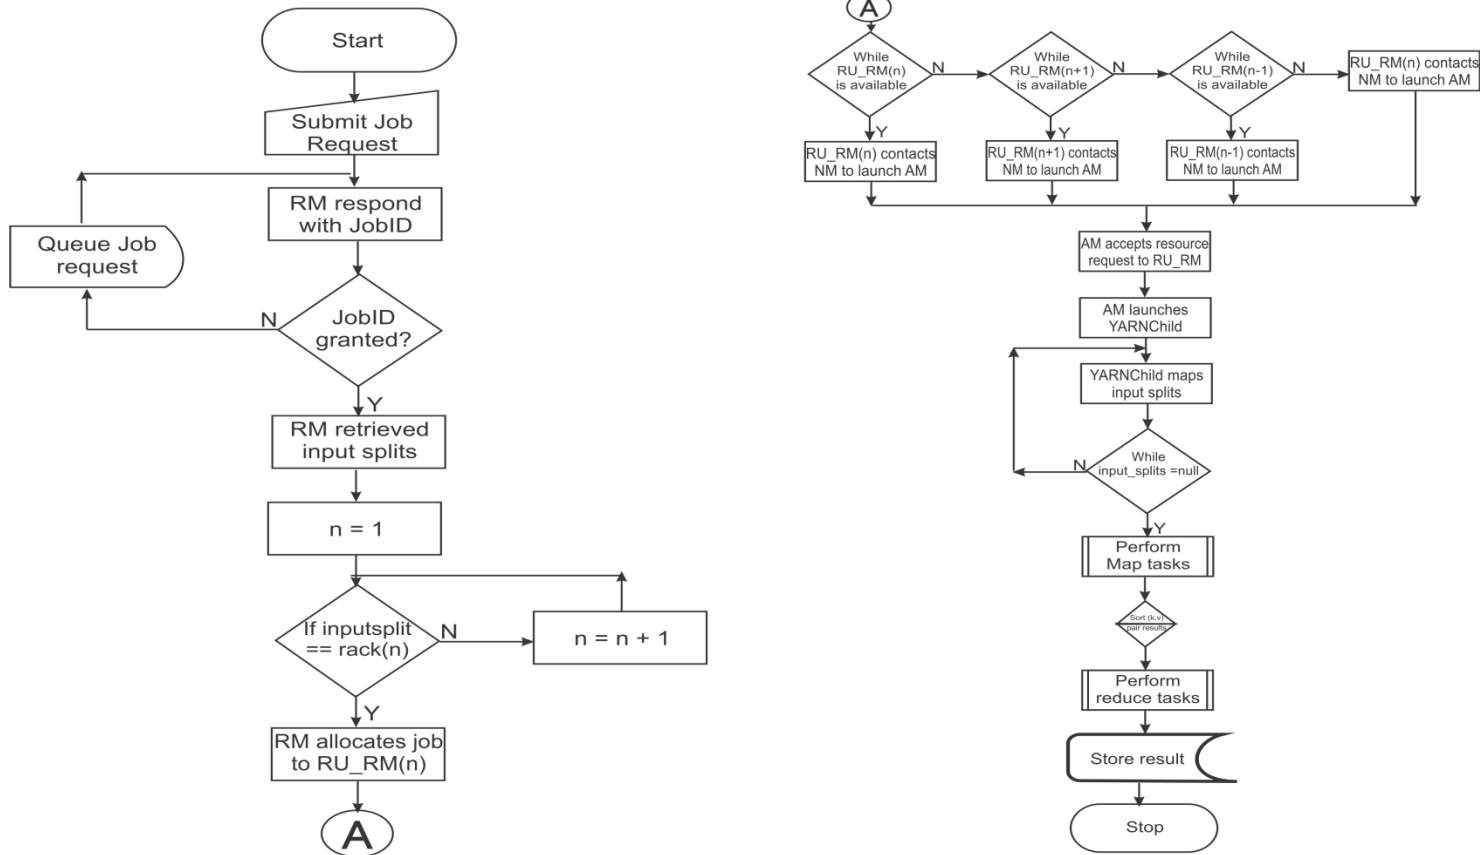 Start
Submit Job
Request
RM respond
with JobID
Queue Job
request
JobID
granted?
N
Y
RM retrieved
input splits
n = 1
If inputsplit
== rack(n)
N
n = n + 1
Y
RM allocates job
to RU_RM(n)
A
A
While
RU_RM(n)
is available
N
While
RU_RM(n+1)
is available
N
While
RU_RM(n-1)
is available
N
RU_RM(n) contacts
NM to launch AM
Y
RU_RM(n) contacts
NM to launch AM
Y
RU_RM(n+1) contacts
NM to launch AM
Y
RU_RM(n-1) contacts
NM to launch AM
AM accepts resource
request to RU_RM
AM launches
YARNChild
YARNChild maps
input splits
While
input_splits =null
N
Y
Perform
Map tasks
Sort (k,v)
pair results
Perform
reduce tasks
Store result
Stop